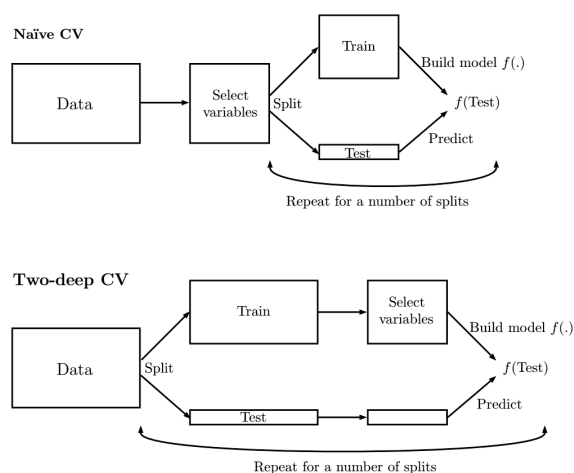 Naïve CV
Train
Build model f(.)
Data
Select
variables
Split
f(Test)
Test
Predict
Repeat for a number of splits
Two-deep CV
Train
Select
variables
Build model f(.)
Data
Split
f(Test)
Test
Predict
Repeat for a number of splits